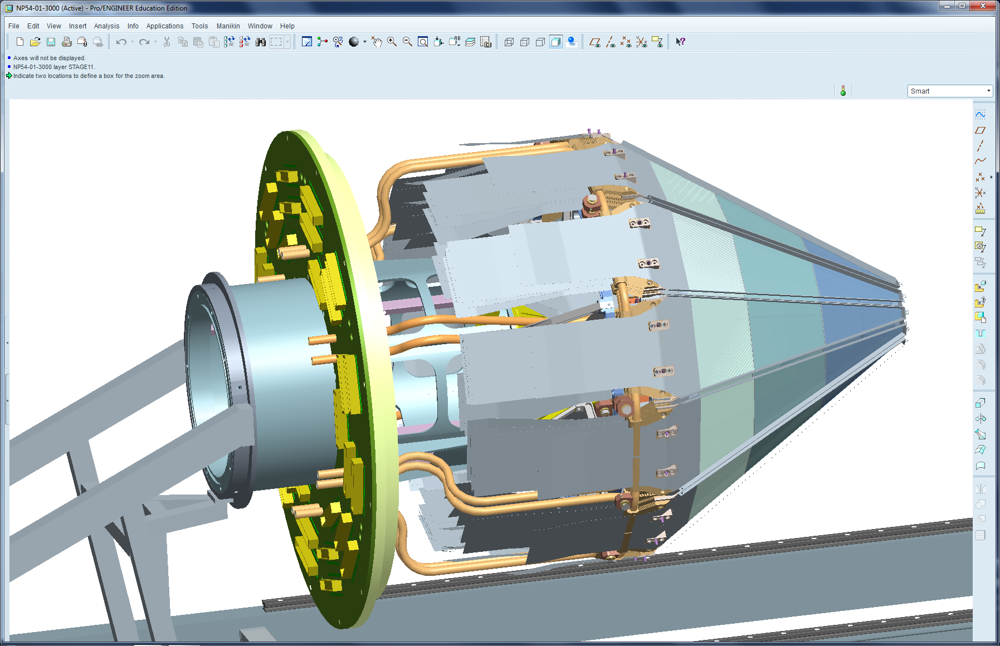 NP54-01-3000 (Active) - Pro/ENGINEER Education Edition
File Edit View Insert Analysis Info Applications Tools Manikin Window Help
Axes will not be displayed.
NP54-01-3000 layer STAGE11.
Indicate two locations to define a box for the zoom area.
Smart